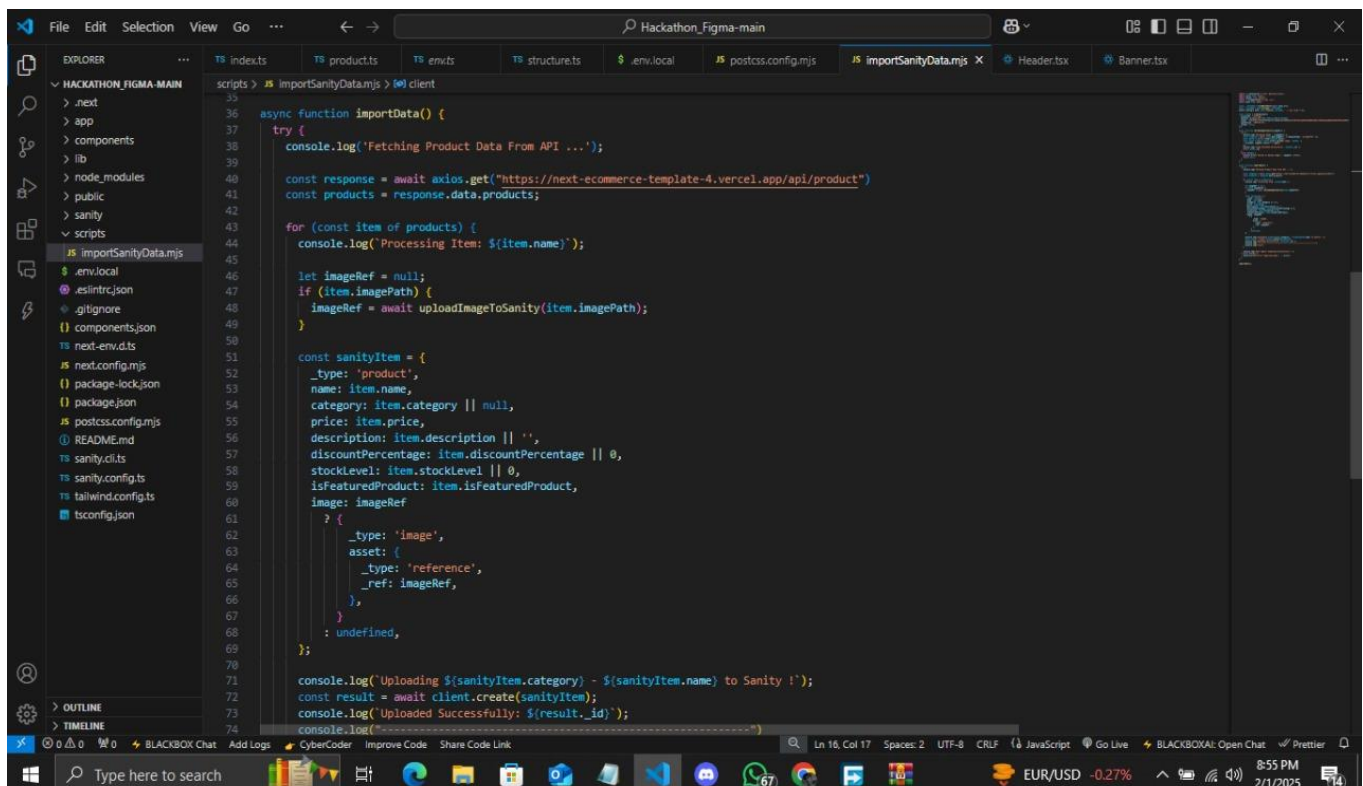 File Edit Selection View Go ··· ← → Hackathon_Figma-main
EXPLORER ···
TS index.ts TS product.ts TS env.ts TS structure.ts $ .env.local JS postcss.config.mjs JS importSanityData.mjs × Header.tsx Banner.tsx ···
HACKATHON_FIGMA-MAIN
> .next
> app
> components
> lib
> node_modules
> public
> sanity
scripts
JS importSanityData.mjs
$ .env.local
.eslintrc.json
.gitignore
{} components.json
TS next-env.d.ts
JS next.config.mjs
{} package-lock.json
{} package.json
JS postcss.config.mjs
README.md
TS sanity.cli.ts
TS sanity.config.ts
TS tailwind.config.ts
tsconfig.json
> OUTLINE
> TIMELINE
scripts > JS importSanityData.mjs > client
35
36 async function importData() {
37 try {
38 console.log('Fetching Product Data From API ...');
39
40 const response = await axios.get("https://next-ecommerce-template-4.vercel.app/api/product")
41 const products = response.data.products;
42
43 for (const item of products) {
44 console.log(`Processing Item: ${item.name}`);
45
46 let imageRef = null;
47 if (item.imagePath) {
48 imageRef = await uploadImageToSanity(item.imagePath);
49 }
50
51 const sanityItem = {
52 _type: 'product',
53 name: item.name,
54 category: item.category || null,
55 price: item.price,
56 description: item.description || '',
57 discountPercentage: item.discountPercentage || 0,
58 stockLevel: item.stockLevel || 0,
59 isFeaturedProduct: item.isFeaturedProduct,
60 image: imageRef
61 ? {
62 _type: 'image',
63 asset: {
64 _type: 'reference',
65 _ref: imageRef,
66 },
67 }
68 : undefined,
69 };
70
71 console.log(`Uploading ${sanityItem.category} - ${sanityItem.name} to Sanity !`);
72 const result = await client.create(sanityItem);
73 console.log(`Uploaded Successfully: ${result._id}`);
74 console.log("----------------------------------------------------------")
0 0 0 BLACKBOX Chat Add Logs CyberCoder Improve Code Share Code Link Ln 16, Col 17 Spaces: 2 UTF-8 CRLF JavaScript Go Live BLACKBOXAI: Open Chat Prettier
Type here to search 67 EUR/USD -0.27% 8:55 PM
2/1/2025 14